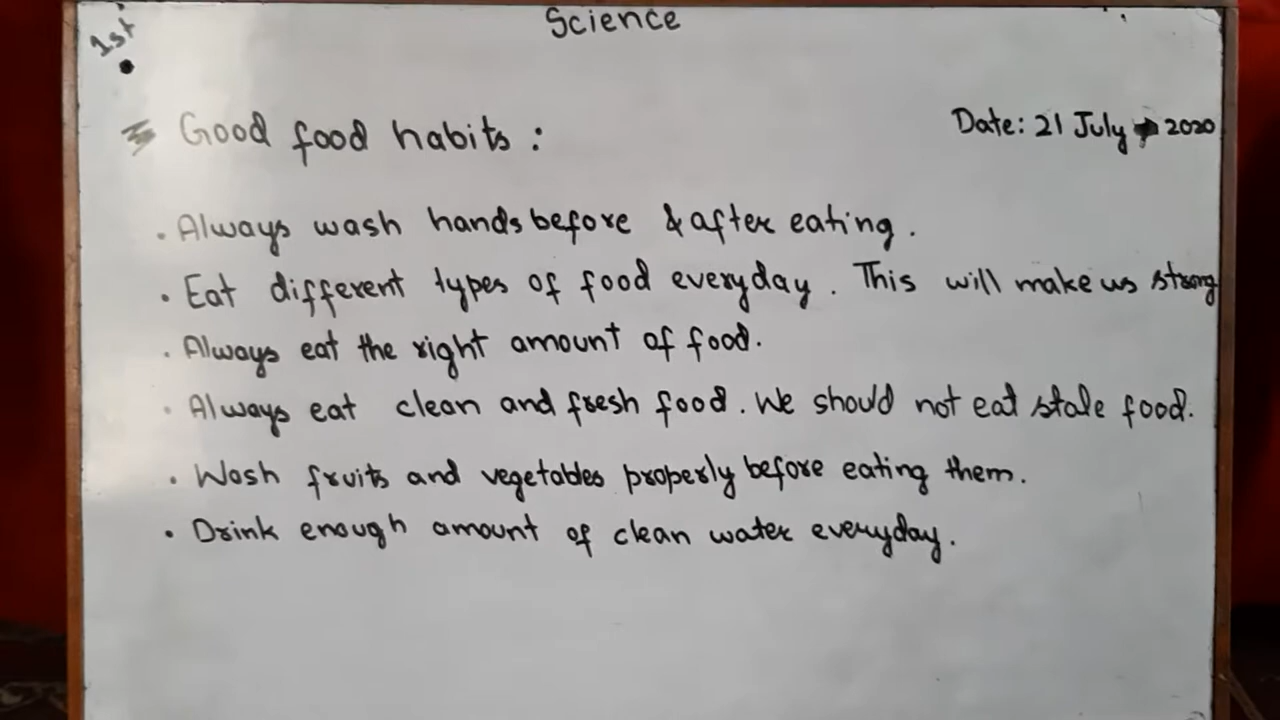 Science
1st
Good food habits :
Date: 21 July 2020
. Always wash hands before & after eating.
. Eat different types of food everyday. This will make us strong
. Always eat the right amount of food.
. Always eat clean and fresh food. We should not eat stale food.
. Wash fruits and vegetables properly before eating them.
. Drink enough amount of clean water everyday.